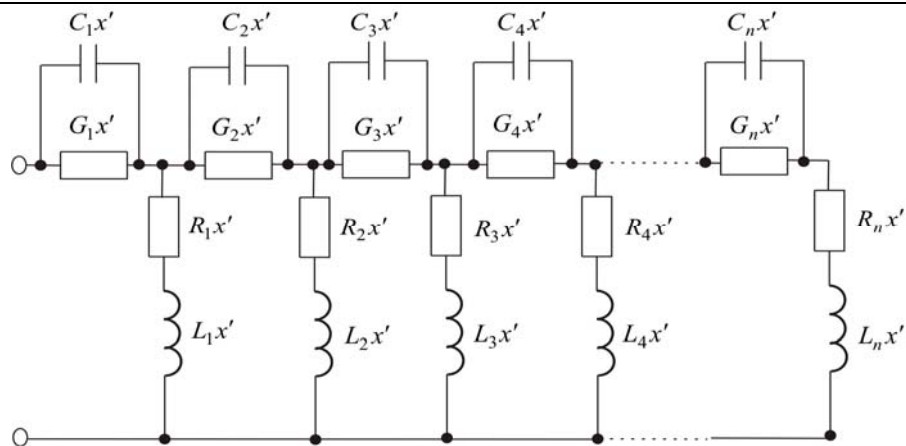 C₁x′ C₂x′ C₃x′ C₄x′ Cₙx′
G₁x′ G₂x′ G₃x′ G₄x′ Gₙx′
R₁x′ R₂x′ R₃x′ R₄x′ Rₙx′
L₁x′ L₂x′ L₃x′ L₄x′ Lₙx′